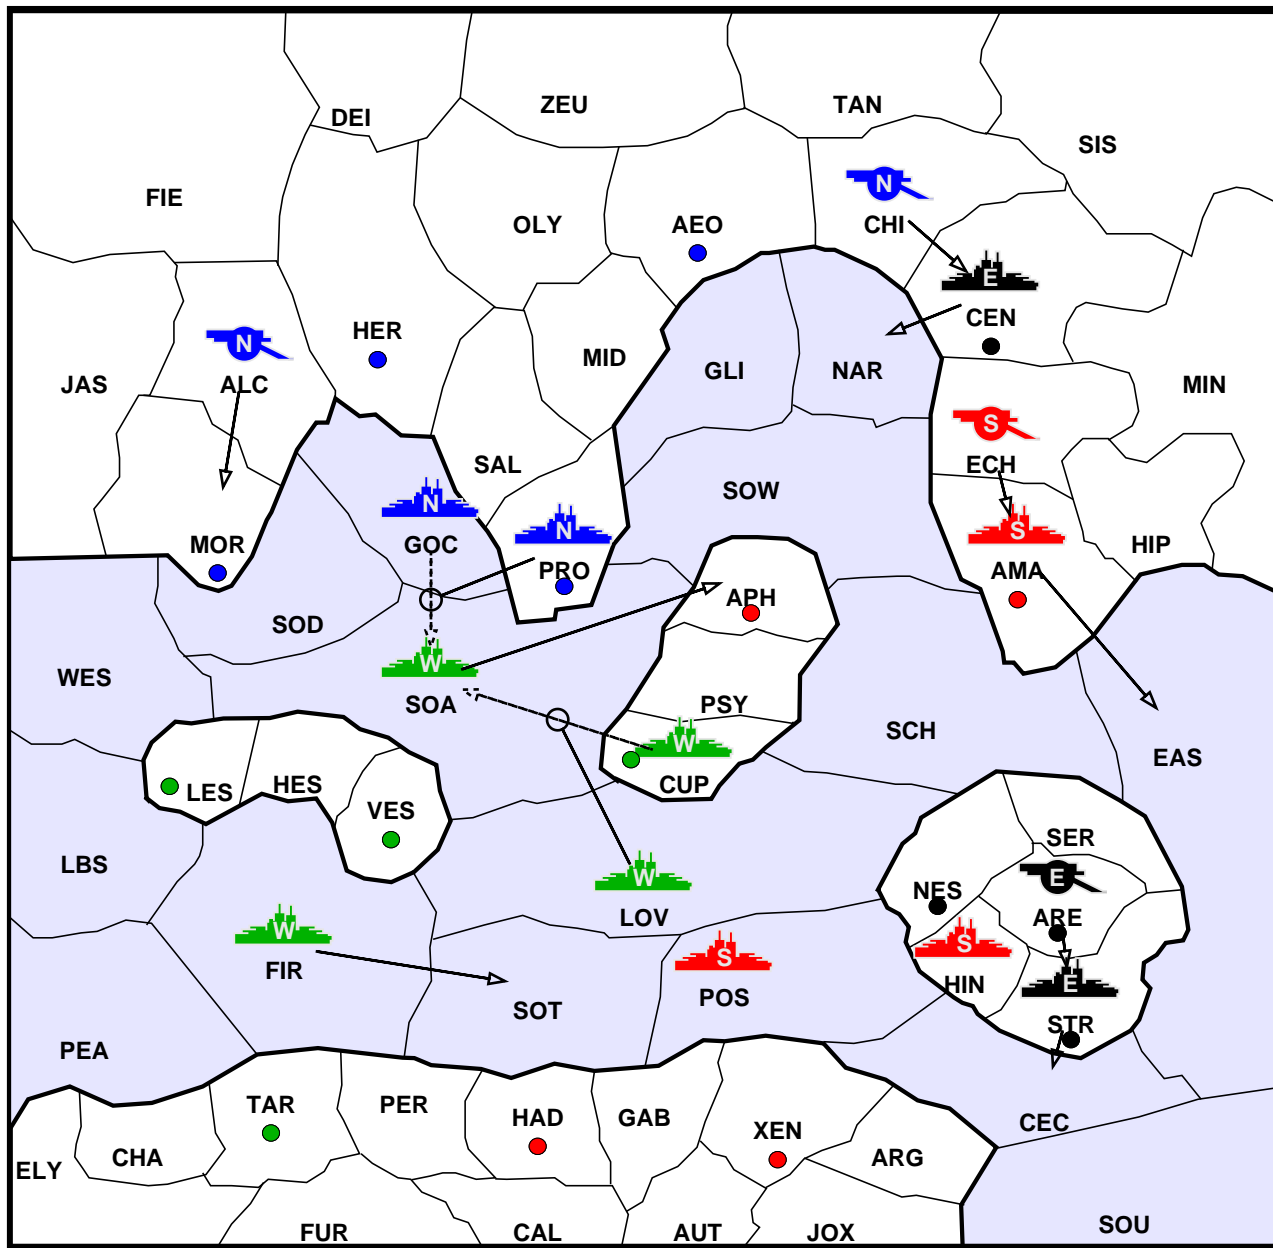 ZEU
TAN
DEI
SIS
N
FIE
OLY
AEO
CHI
E
CEN
HER
N
MID
GLI
NAR
JAS
ALC
MIN
S
SAL
ECH
SOW
N
N
S
GOC
MOR
HIP
PRO
AMA
APH
SOD
W
WES
SOA
PSY
SCH
W
EAS
CUP
HES
LES
VES
SER
LBS
W
E
NES
LOV
ARE
W
S
S
FIR
HIN
E
POS
SOT
STR
PEA
TAR
PER
HAD
GAB
XEN
CEC
CHA
ARG
ELY
SOU
FUR
CAL
AUT
JOX